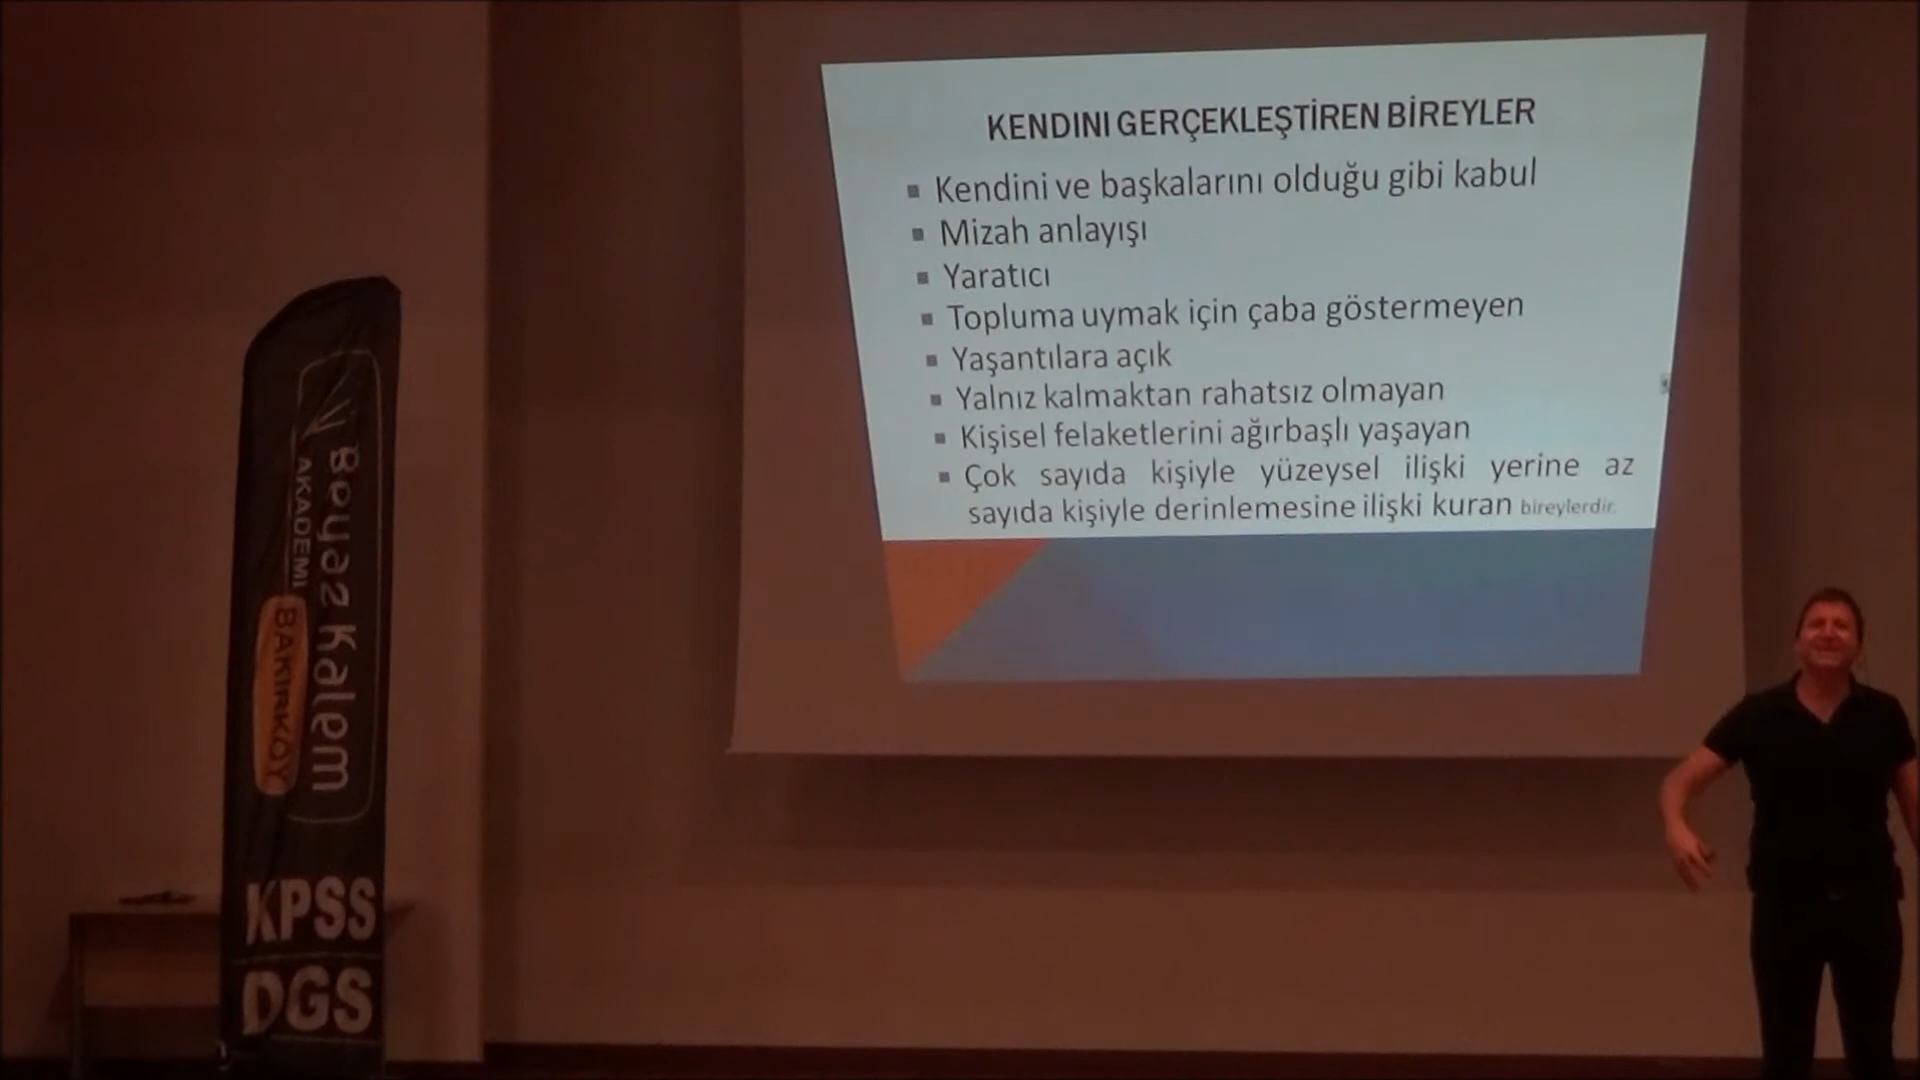 KENDINI GERÇEKLEŞTİREN BİREYLER
▪ Kendini ve başkalarını olduğu gibi kabul
▪ Mizah anlayışı
▪ Yaratıcı
▪ Topluma uymak için çaba göstermeyen
▪ Yaşantılara açık
▪ Yalnız kalmaktan rahatsız olmayan
▪ Kişisel felaketlerini ağırbaşlı yaşayan
▪ Çok sayıda kişiyle yüzeysel ilişki yerine az
sayıda kişiyle derinlemesine ilişki kuran bireylerdir.
Beyaz Kalem
AKADEMİ
BAKIRKÖY
KPSS
DGS